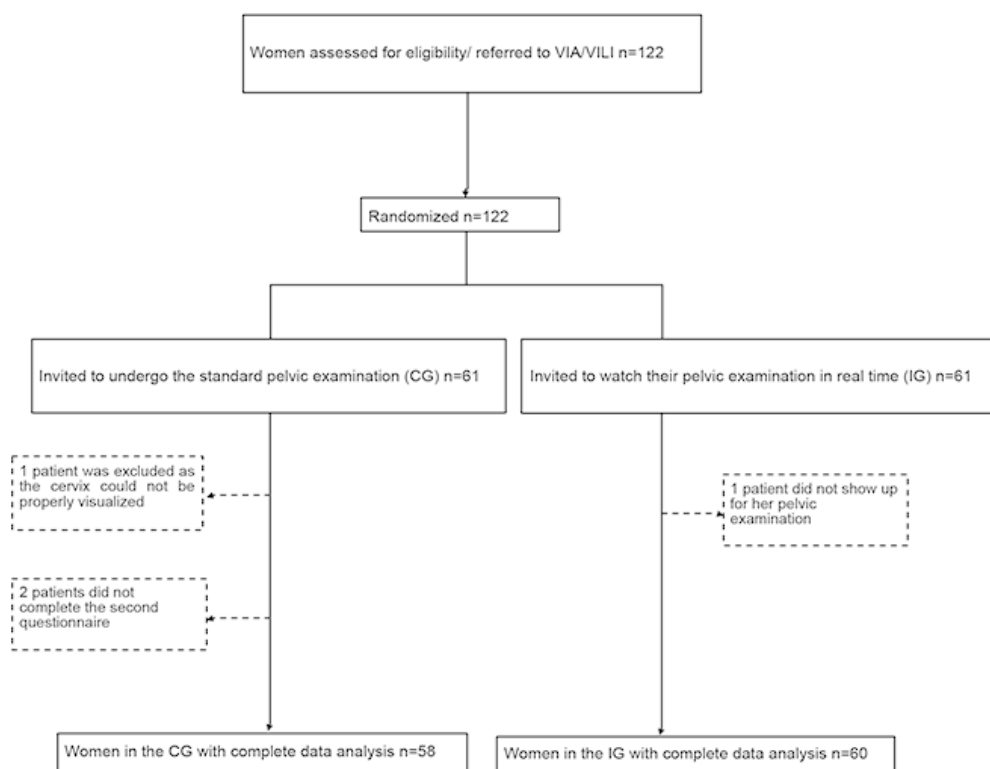 Women assessed for eligibility/ referred to VIA/VILI n=122
Randomized n=122
Invited to undergo the standard pelvic examination (CG) n=61
Invited to watch their pelvic examination in real time (IG) n=61
1 patient was excluded as
the cervix could not be
properly visualized
1 patient did not show up
for her pelvic
examination
2 patients did not
complete the second
questionnaire
Women in the CG with complete data analysis n=58
Women in the IG with complete data analysis n=60